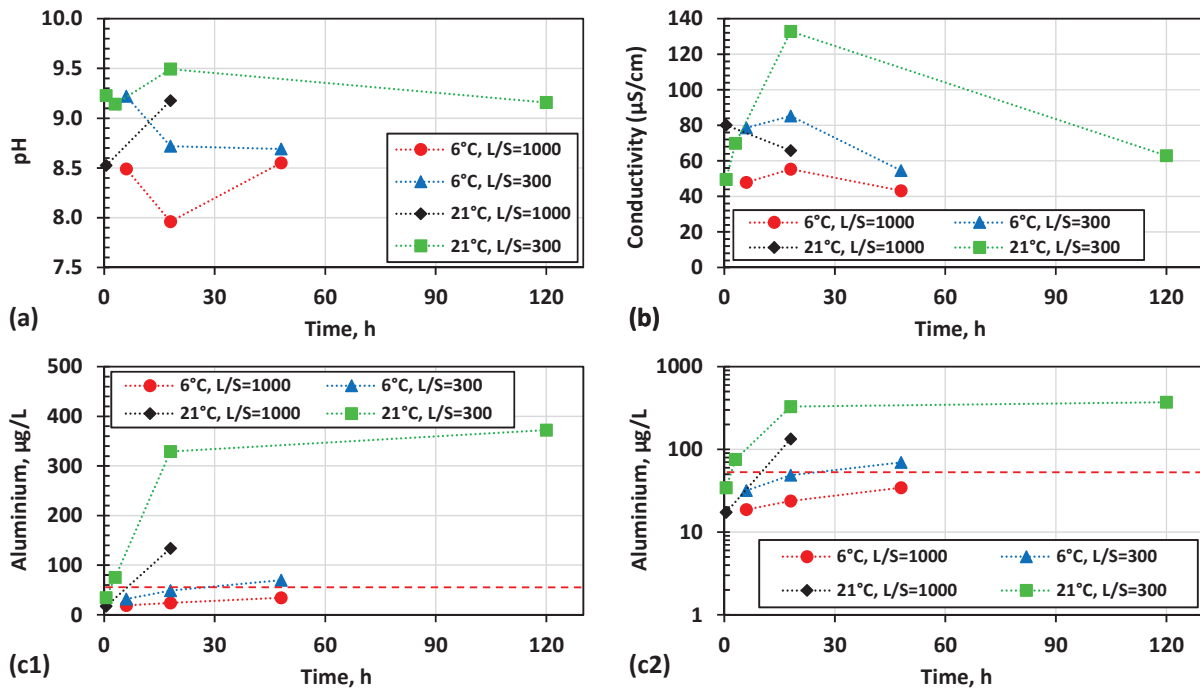 10.0
9.5
9.0
8.5
8.0
7.5
pH
0 30 60 90 120
Time, h
6°C, L/S=1000
6°C, L/S=300
21°C, L/S=1000
21°C, L/S=300
(a)
140
120
100
80
60
40
20
0
Conductivity (µS/cm)
0 30 60 90 120
Time, h
6°C, L/S=1000 6°C, L/S=300
21°C, L/S=1000 21°C, L/S=300
(b)
500
400
300
200
100
0
Aluminium, µg/L
0 30 60 90 120
Time, h
6°C, L/S=1000 6°C, L/S=300
21°C, L/S=1000 21°C, L/S=300
(c1)
1000
100
10
1
Aluminium, µg/L
0 30 60 90 120
Time, h
6°C, L/S=1000 6°C, L/S=300
21°C, L/S=1000 21°C, L/S=300
(c2)